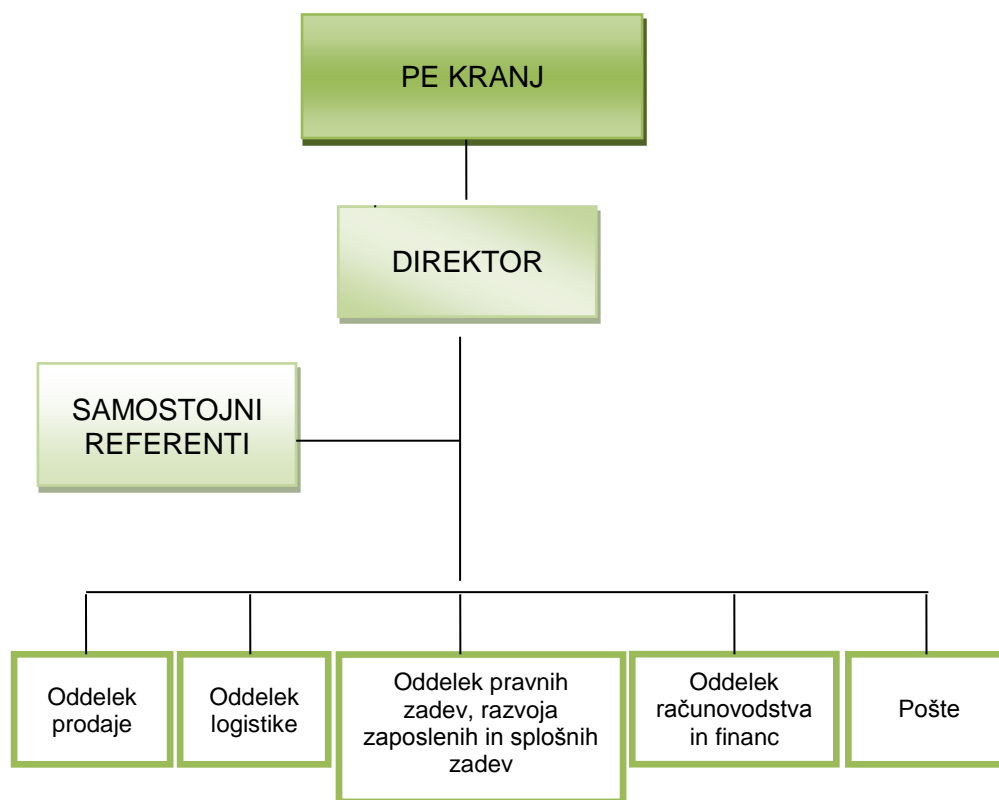 PE KRANJ
DIREKTOR
SAMOSTOJNI
REFERENTI
Oddelek
prodaje
Oddelek
logistike
Oddelek pravnih
zadev, razvoja
zaposlenih in splošnih
zadev
Oddelek
računovodstva
in financ
Pošte